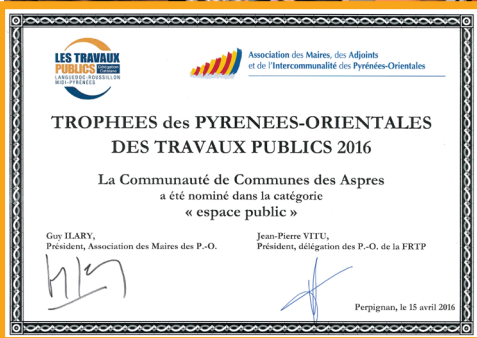 LES TRAVAUX
PUBLICS Délégation Catalane
LANGUEDOC-ROUSSILLON
MIDI-PYRÉNÉES
Association des Maires, des Adjoints
et de l'Intercommunalité des Pyrénées-Orientales
TROPHEES des PYRENEES-ORIENTALES
DES TRAVAUX PUBLICS 2016
La Communauté de Communes des Aspres
a été nominé dans la catégorie
« espace public »
Guy ILARY,
Président, Association des Maires des P.-O.
Jean-Pierre VITU,
Président, délégation des P.-O. de la FRTP
Perpignan, le 15 avril 2016